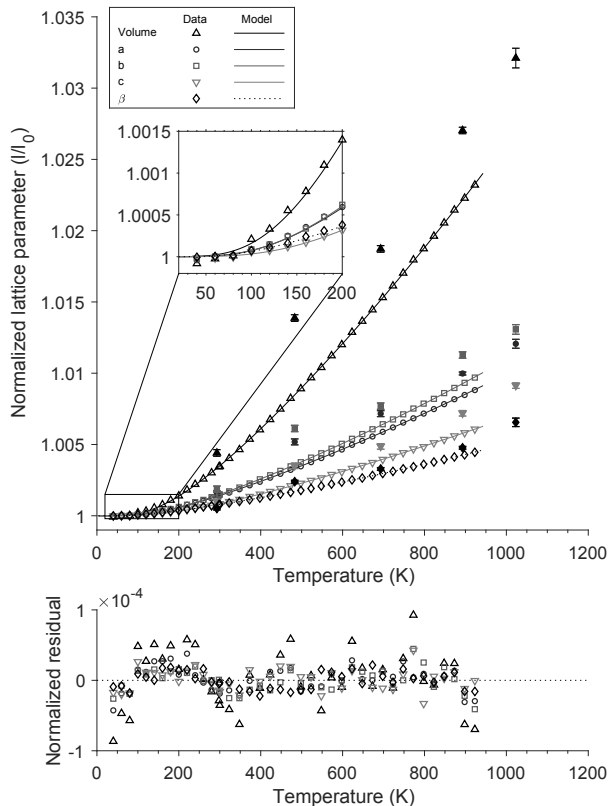 Data Model
Volume
a
b
c
β
1.04
1.035
1.03
1.025
1.02
1.015
1.01
1.005
1
Normalized lattice parameter (l/l0)
1.0015
1.001
1.0005
1
50 100 150 200
0 200 400 600 800 1000 1200
Temperature (K)
×10-4
1
0
-1
Normalized residual
0 200 400 600 800 1000 1200
Temperature (K)